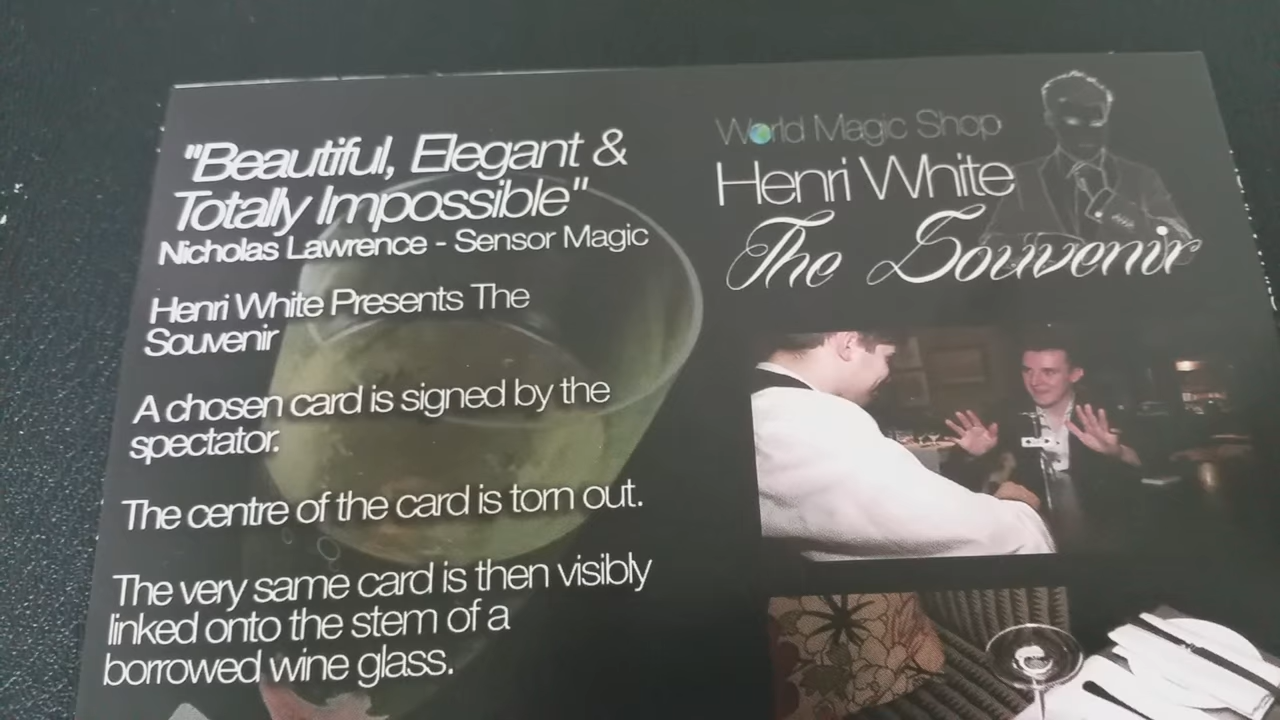 "Beautiful, Elegant &
Totally Impossible"
Nicholas Lawrence - Sensor Magic
Henri White Presents The
Souvenir
A chosen card is signed by the
spectator.
The centre of the card is torn out.
The very same card is then visibly
linked onto the stem of a
borrowed wine glass.
World Magic Shop
Henri White
The Souvenir